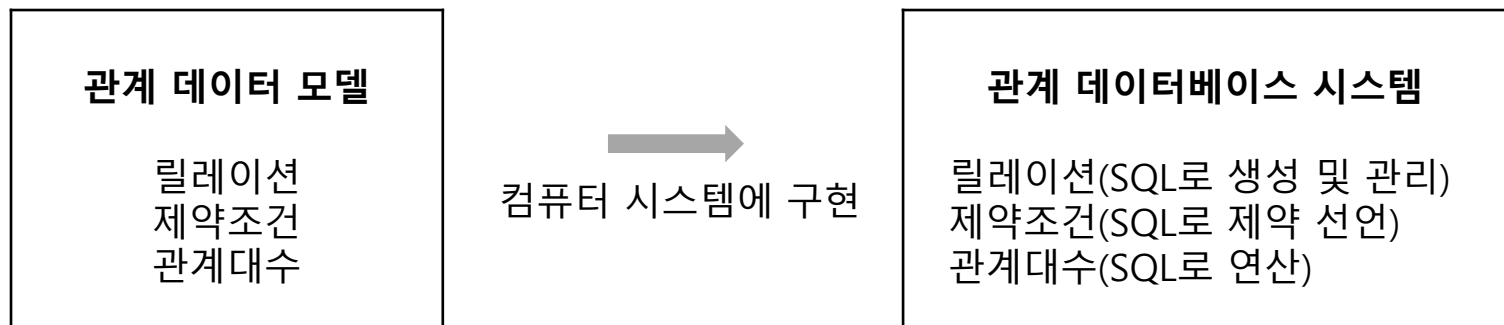 관계 데이터 모델
릴레이션
제약조건
관계대수
컴퓨터 시스템에 구현
관계 데이터베이스 시스템
릴레이션(SQL로 생성 및 관리)
제약조건(SQL로 제약 선언)
관계대수(SQL로 연산)